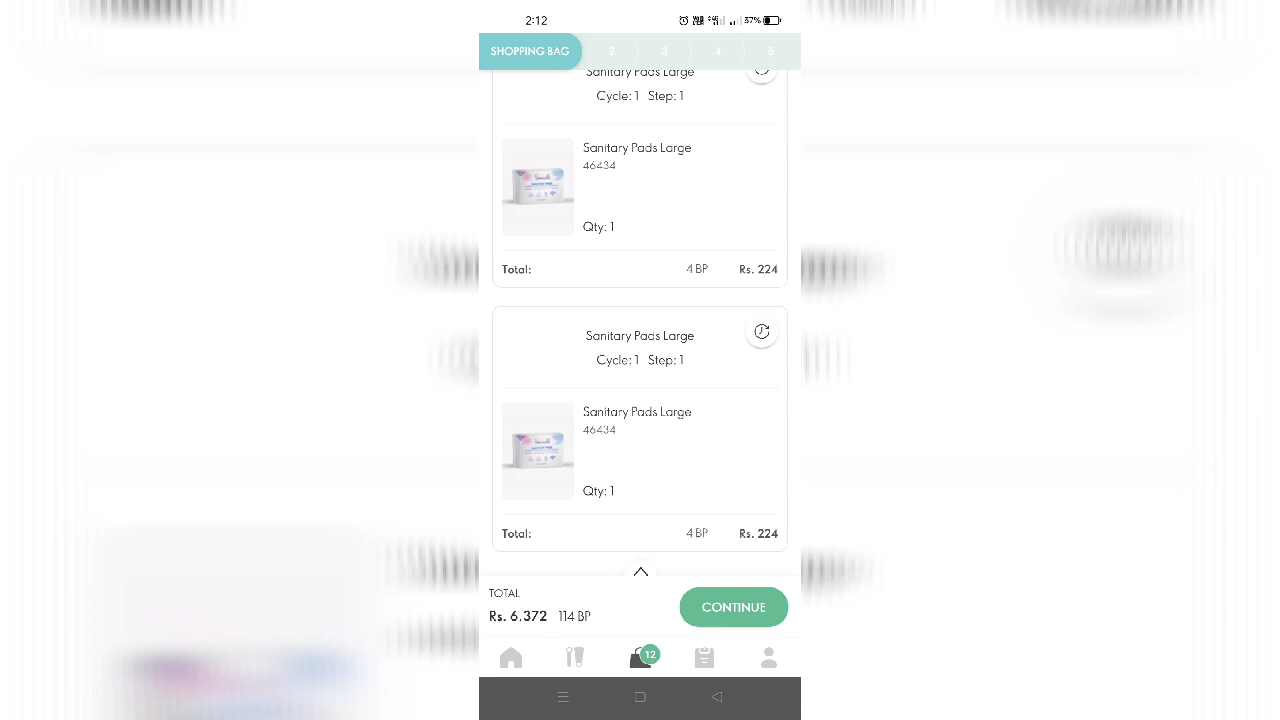 2:12
37%
SHOPPING BAG 2 3 4 5
Sanitary Pads Large
Cycle: 1 Step: 1
Sanitary Pads Large
46434
Qty: 1
Total: 4 BP Rs. 224
Sanitary Pads Large
Cycle: 1 Step: 1
Sanitary Pads Large
46434
Qty: 1
Total: 4 BP Rs. 224
TOTAL
Rs. 6,372 114 BP
CONTINUE
12